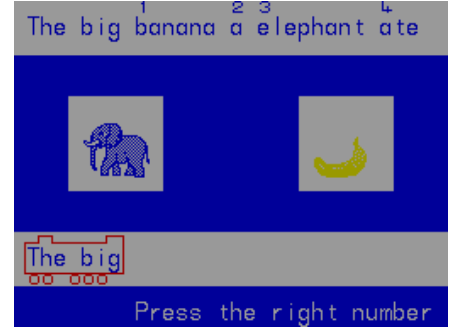 1 2 3 4
The big banana a elephant ate
The big
Press the right number